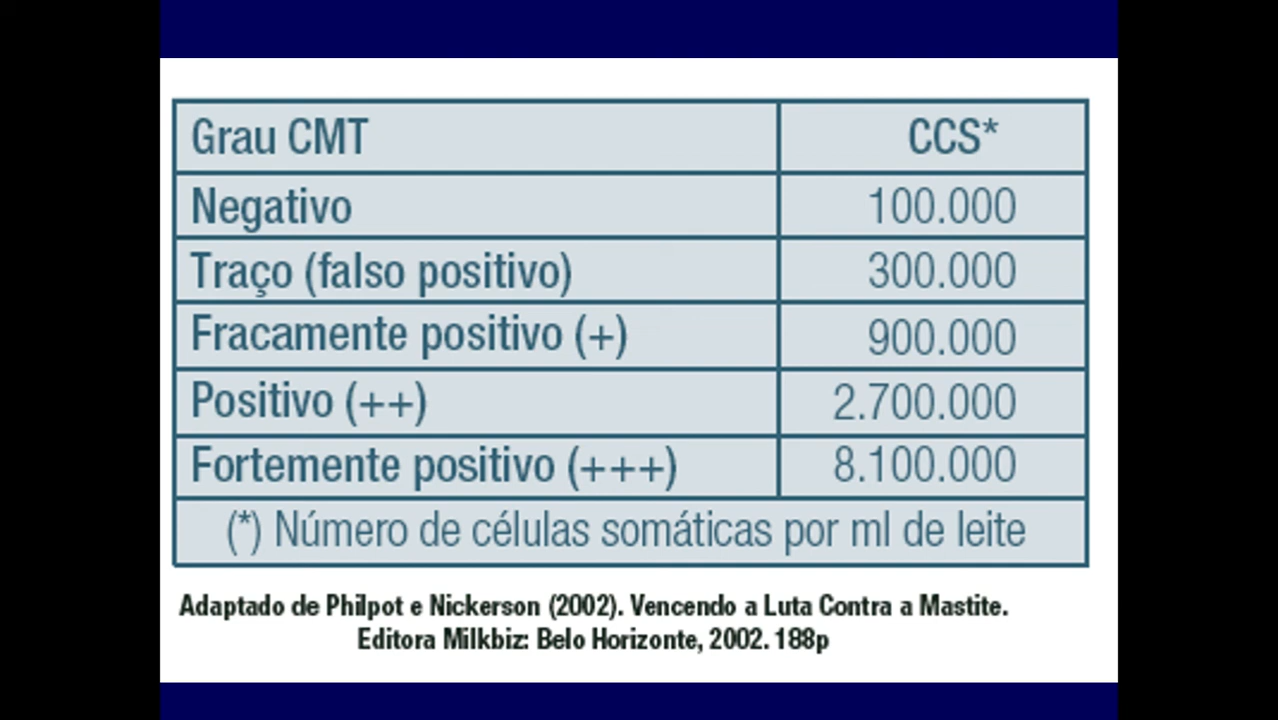 Grau CMT CCS*
Negativo 100.000
Traço (falso positivo) 300.000
Fracamente positivo (+) 900.000
Positivo (++) 2.700.000
Fortemente positivo (+++) 8.100.000
(*) Número de células somáticas por ml de leite
Adaptado de Philpot e Nickerson (2002). Vencendo a Luta Contra a Mastite.
Editora Milkbiz: Belo Horizonte, 2002. 188p